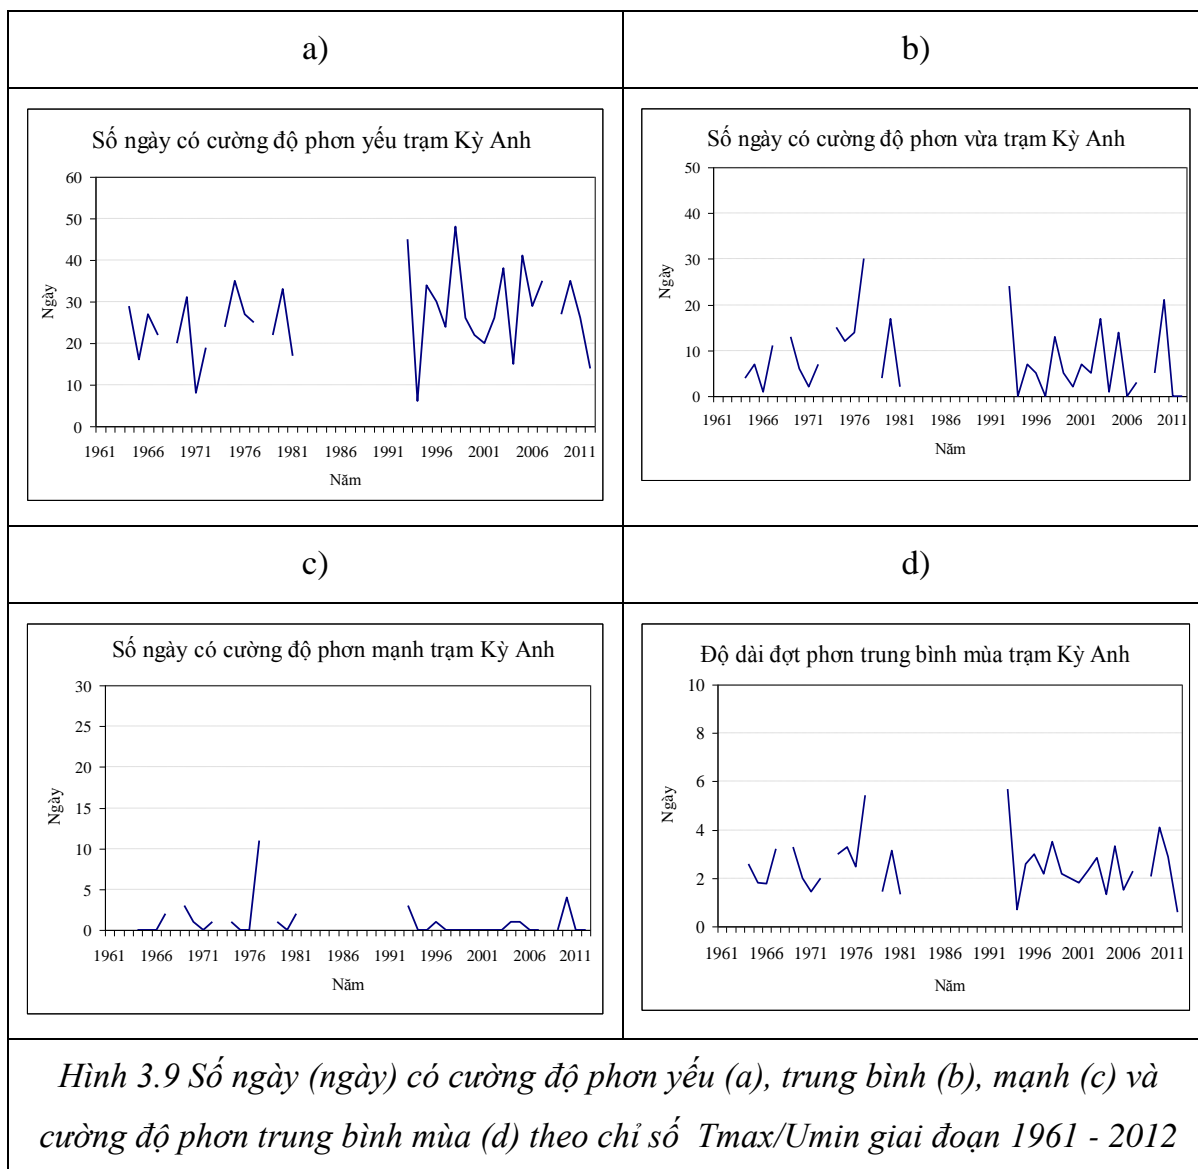 a)
b)
Số ngày có cường độ phơn yếu trạm Kỳ Anh
60
50
40
30
20
10
0
Ngày
1961 1966 1971 1976 1981 1986 1991 1996 2001 2006 2011
Năm
Số ngày có cường độ phơn vừa trạm Kỳ Anh
50
40
30
20
10
0
Ngày
1961 1966 1971 1976 1981 1986 1991 1996 2001 2006 2011
Năm
c)
d)
Số ngày có cường độ phơn mạnh trạm Kỳ Anh
30
25
20
15
10
5
0
Ngày
1961 1966 1971 1976 1981 1986 1991 1996 2001 2006 2011
Năm
Độ dài đợt phơn trung bình mùa trạm Kỳ Anh
10
8
6
4
2
0
Ngày
1961 1966 1971 1976 1981 1986 1991 1996 2001 2006 2011
Năm
Hình 3.9 Số ngày (ngày) có cường độ phơn yếu (a), trung bình (b), mạnh (c) và
cường độ phơn trung bình mùa (d) theo chỉ số Tmax/Umin giai đoạn 1961 - 2012